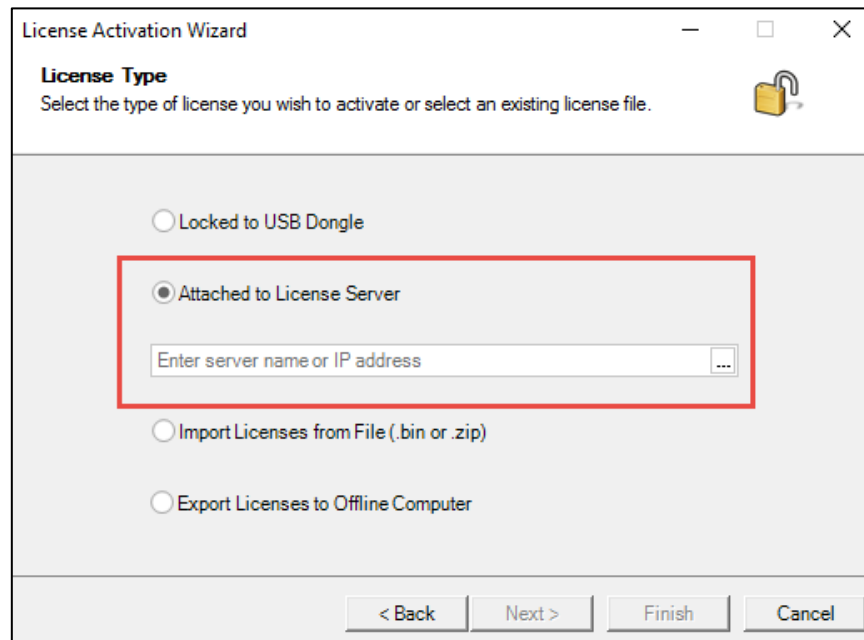 License Activation Wizard
License Type
Select the type of license you wish to activate or select an existing license file.
Locked to USB Dongle
Attached to License Server
Enter server name or IP address
...
Import Licenses from File (.bin or .zip)
Export Licenses to Offline Computer
< Back Next > Finish Cancel